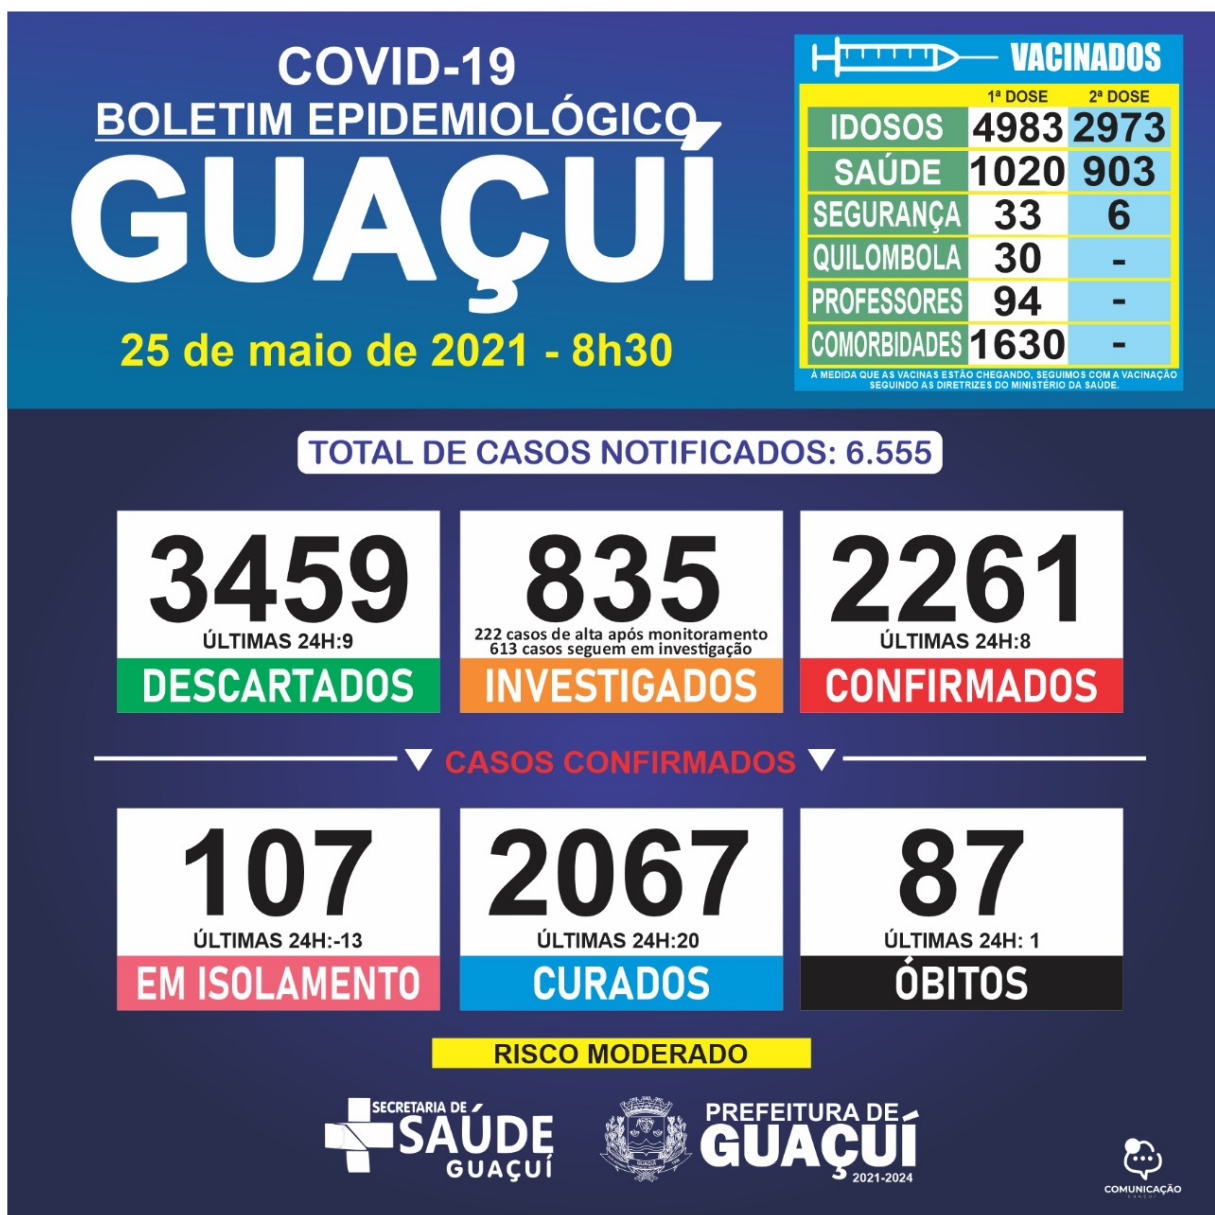 COVID-19
BOLETIM EPIDEMIOLÓGICO
GUAÇUÍ
25 de maio de 2021 - 8h30
VACINADOS
1ª DOSE 2ª DOSE
IDOSOS 4983 2973
SAÚDE 1020 903
SEGURANÇA 33 6
QUILOMBOLA 30 -
PROFESSORES 94 -
COMORBIDADES 1630 -
À MEDIDA QUE AS VACINAS ESTÃO CHEGANDO, SEGUIMOS COM A VACINAÇÃO
SEGUINDO AS DIRETRIZES DO MINISTÉRIO DA SAÚDE.
TOTAL DE CASOS NOTIFICADOS: 6.555
3459
ÚLTIMAS 24H:9
DESCARTADOS
835
222 casos de alta após monitoramento
613 casos seguem em investigação
INVESTIGADOS
2261
ÚLTIMAS 24H:8
CONFIRMADOS
CASOS CONFIRMADOS
107
ÚLTIMAS 24H:-13
EM ISOLAMENTO
2067
ÚLTIMAS 24H:20
CURADOS
87
ÚLTIMAS 24H: 1
ÓBITOS
RISCO MODERADO
SECRETARIA DE
SAÚDE
GUAÇUÍ
PREFEITURA DE
GUAÇUÍ
2021-2024
COMUNICAÇÃO